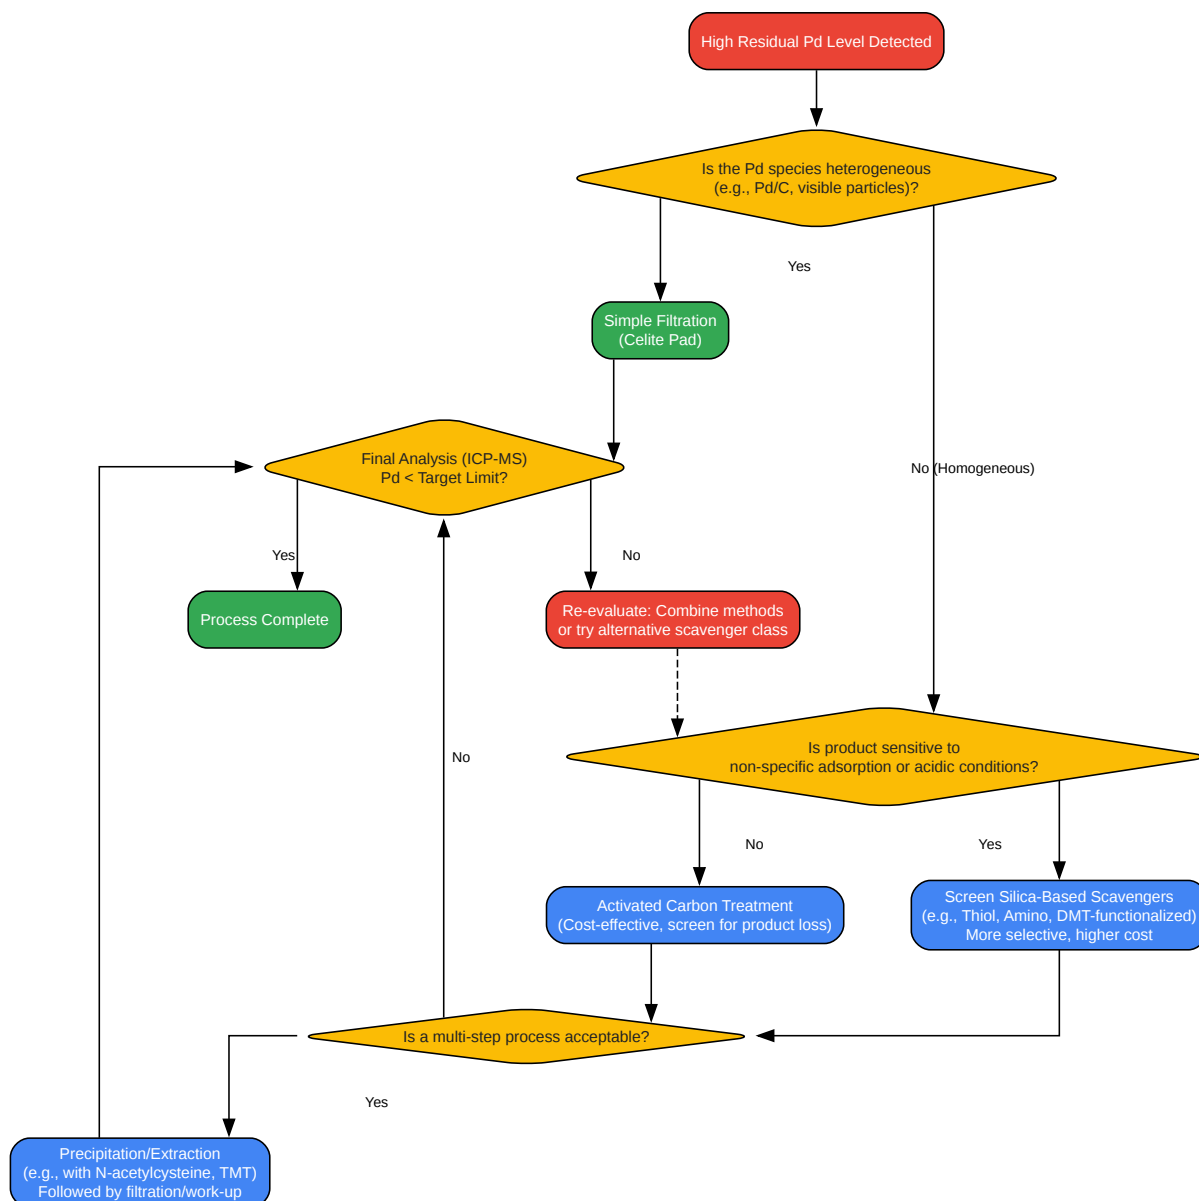 High Residual Pd Level Detected
Is the Pd species heterogeneous
(e.g., Pd/C, visible particles)?
Yes
Simple Filtration
(Celite Pad)
Final Analysis (ICP-MS)
Pd < Target Limit?
No (Homogeneous)
Yes
No
Process Complete
Re-evaluate: Combine methods
or try alternative scavenger class
No
Is product sensitive to
non-specific adsorption or acidic conditions?
No
Yes
Activated Carbon Treatment
(Cost-effective, screen for product loss)
Screen Silica-Based Scavengers
(e.g., Thiol, Amino, DMT-functionalized)
More selective, higher cost
Is a multi-step process acceptable?
Yes
Precipitation/Extraction
(e.g., with N-acetylcysteine, TMT)
Followed by filtration/work-up